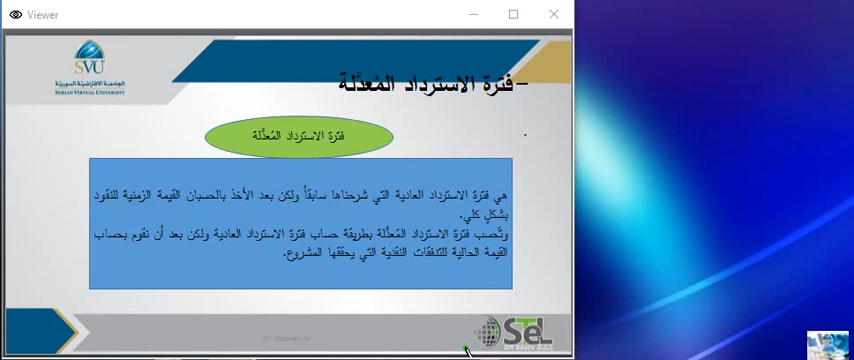 Viewer
SVU
الجامعة الافتراضية السورية
SYRIAN VIRTUAL UNIVERSITY
– فترة الاسترداد المُعدَّلة
فترة الاسترداد المُعدَّلة
هي فترة الاسترداد العادية التي شرحناها سابقاً ولكن بعد الأخذ بالحسبان القيمة الزمنية للنقود
بشكلٍ كلي.
وتُحسب فترة الاسترداد المُعدَّلة بطريقة حساب فترة الاسترداد العادية ولكن بعد أن نقوم بحساب
القيمة الحالية للتدفقات النقدية التي يحققها المشروع.
STeL